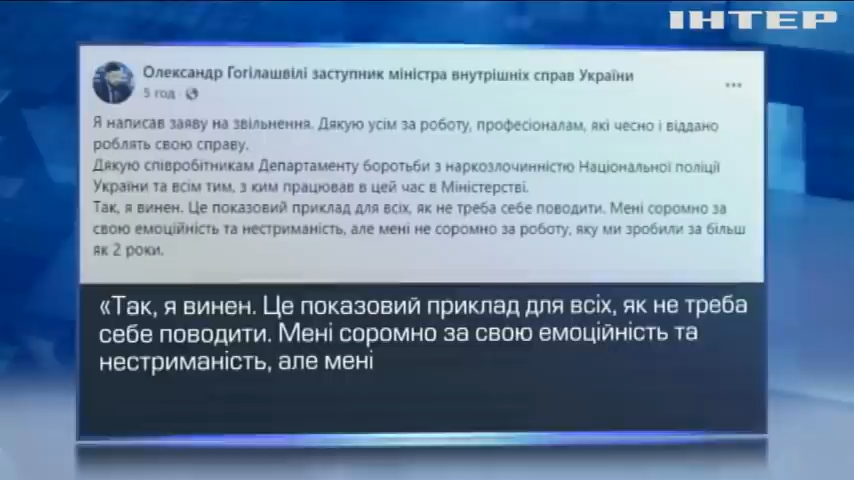 ІНТЕР
Олександр Гогілашвілі заступник міністра внутрішніх справ України
5 год ·
Я написав заяву на звільнення. Дякую усім за роботу, професіоналам, які чесно і віддано
роблять свою справу.
Дякую співробітникам Департаменту боротьби з наркозлочинністю Національної поліції
України та всім тим, з ким працював в цей час в Міністерстві.
Так, я винен. Це показовий приклад для всіх, як не треба себе поводити. Мені соромно за
свою емоційність та нестриманість, але мені не соромно за роботу, яку ми зробили за більш
як 2 роки.
«Так, я винен. Це показовий приклад для всіх, як не треба
себе поводити. Мені соромно за свою емоційність та
нестриманість, але мені